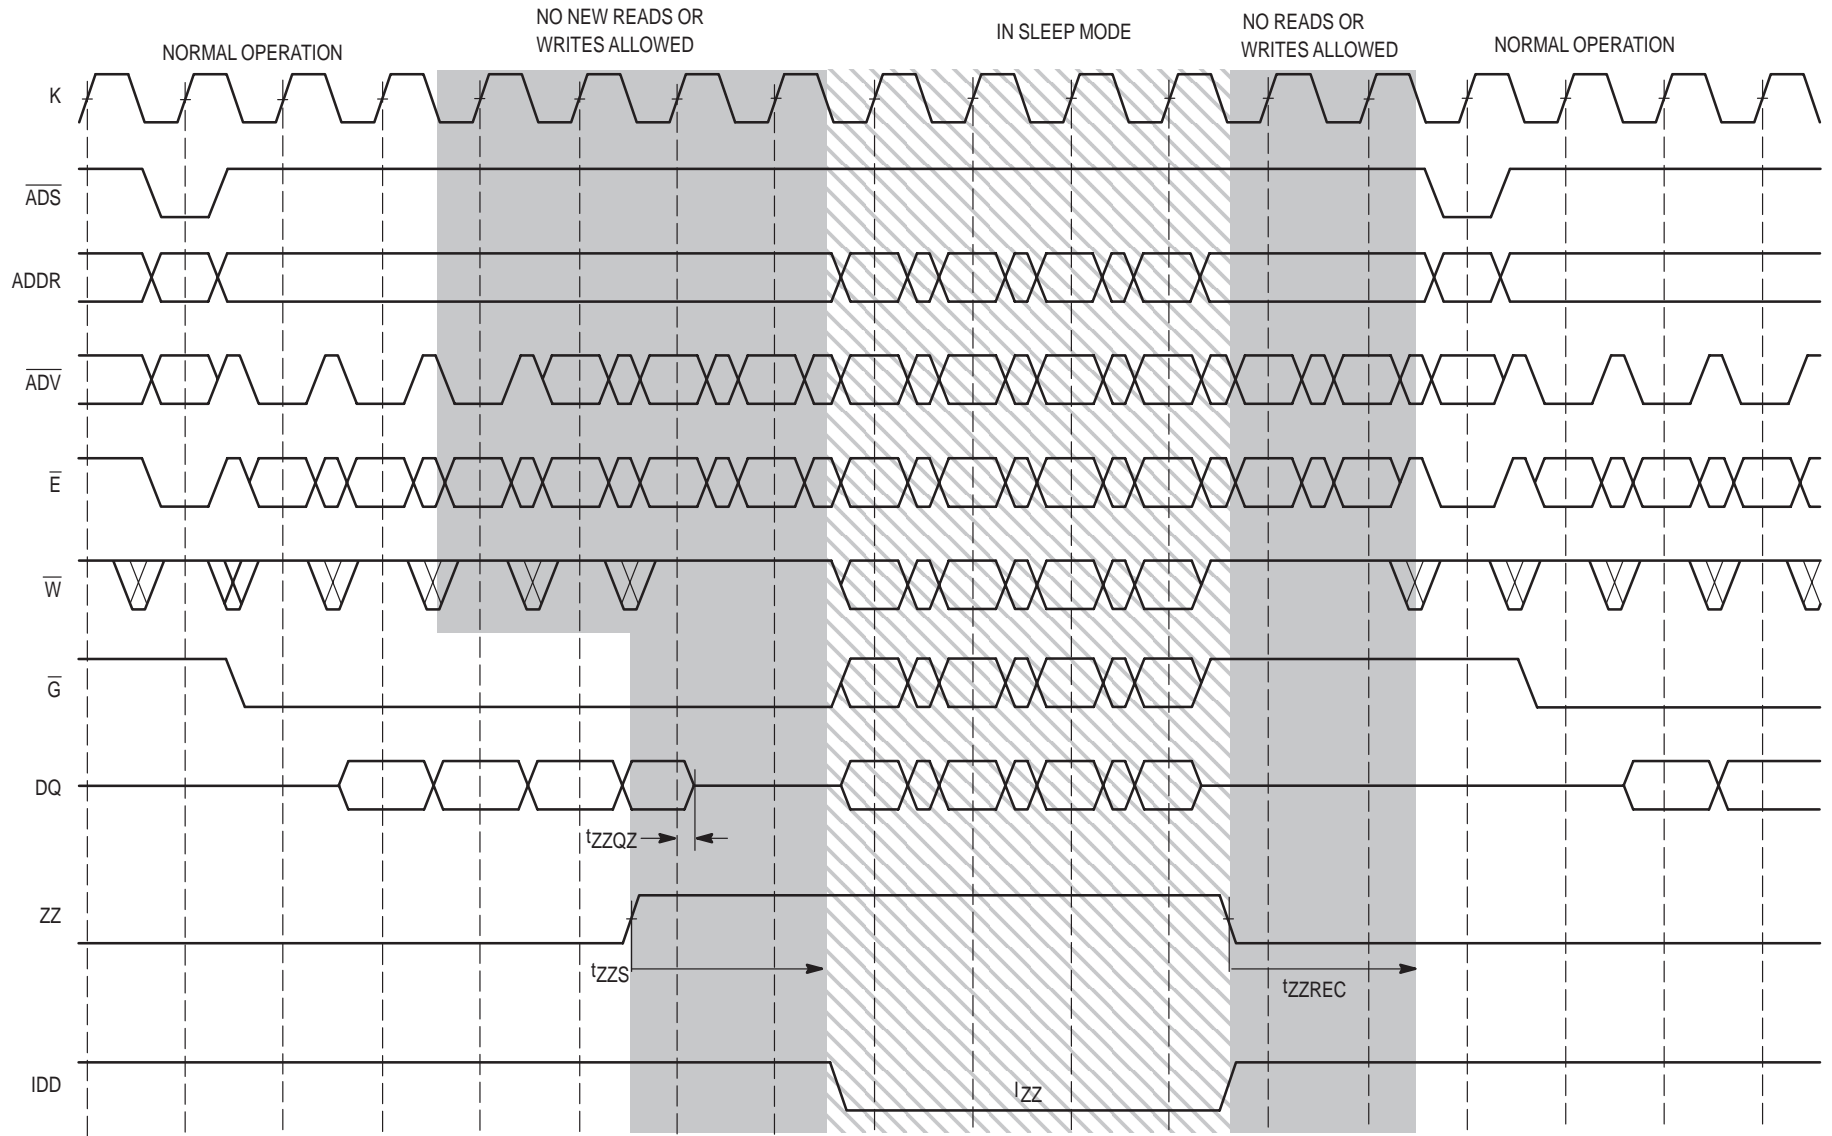 NO NEW READS OR
WRITES ALLOWED
IN SLEEP MODE
NO READS OR
WRITES ALLOWED
NORMAL OPERATION
NORMAL OPERATION
K
ADS
ADDR
ADV
E
W
G
DQ
tZZQZ
ZZ
tZZS
tZZREC
IDD
IZZ